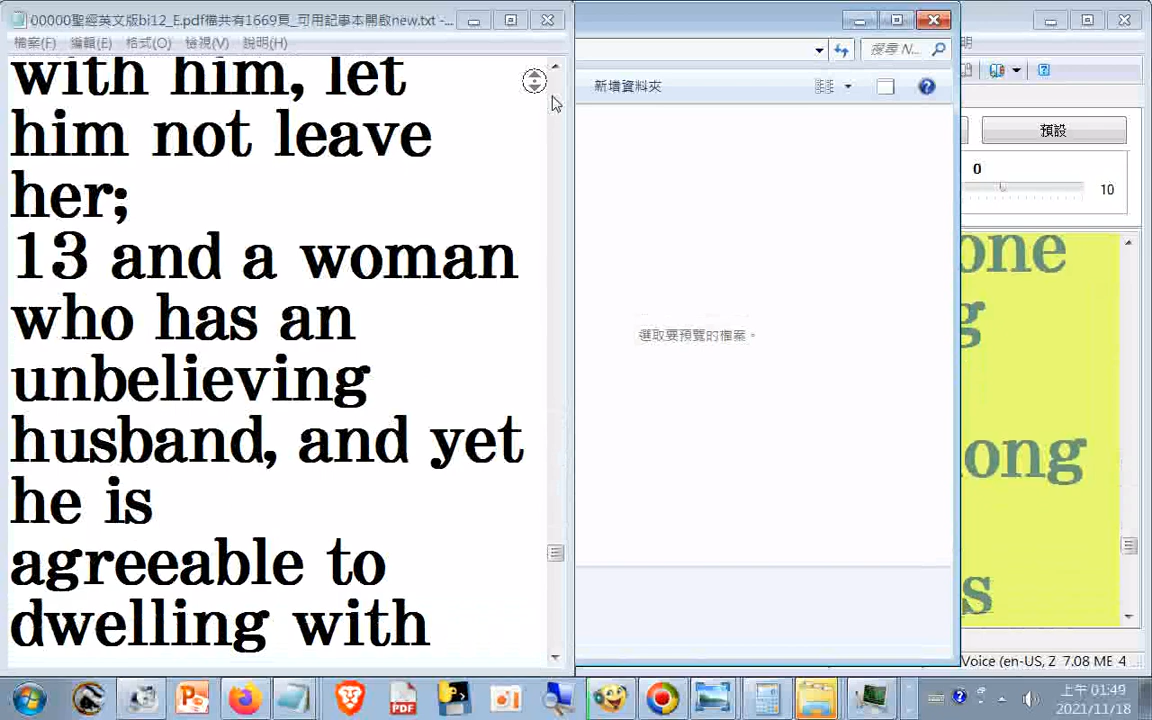 00000聖經英文版bi12_E.pdf檔共有1669頁_可用記事本開啟new.txt -...
檔案(F) 編輯(E) 格式(O) 檢視(V) 說明(H)
with him, let
him not leave
her;
13 and a woman
who has an
unbelieving
husband, and yet
he is
agreeable to
dwelling with
搜尋 N...
新增資料夾
選取要預覽的檔案。
明
預設
0
10
one
g
ong
s
Voice (en-US, Z 7.08 ME 4
PDF
上午 01:49
2021/11/18